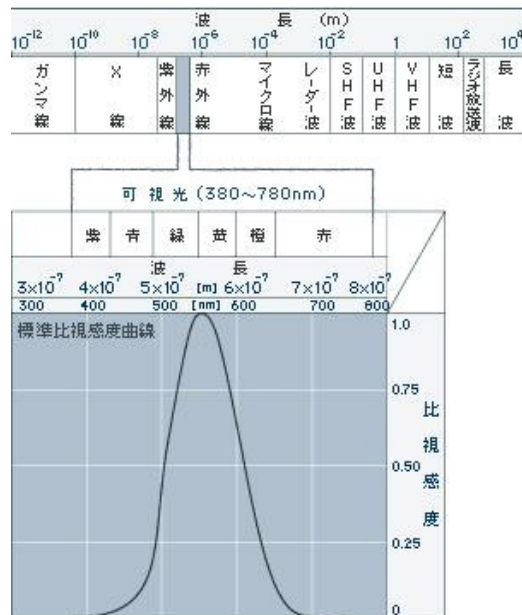 波 長 (m)
10⁻¹² 10⁻¹⁰ 10⁻⁸ 10⁻⁶ 10⁻⁴ 10⁻² 1 10² 10⁴
ガンマ線
X線
紫外線
赤外線
マイクロ線
レーダー波
SHF波
UHF波
VHF波
短波
ラジオ放送波
長波
可視光(380〜780nm)
紫 青 緑 黄 橙 赤
波 長
3×10⁻⁷ 4×10⁻⁷ 5×10⁻⁷ [m] 6×10⁻⁷ 7×10⁻⁷ 8×10⁻⁷
300 400 500 [nm] 600 700 800
標準比視感度曲線
1.0
0.75
比視感度
0.50
0.25
0